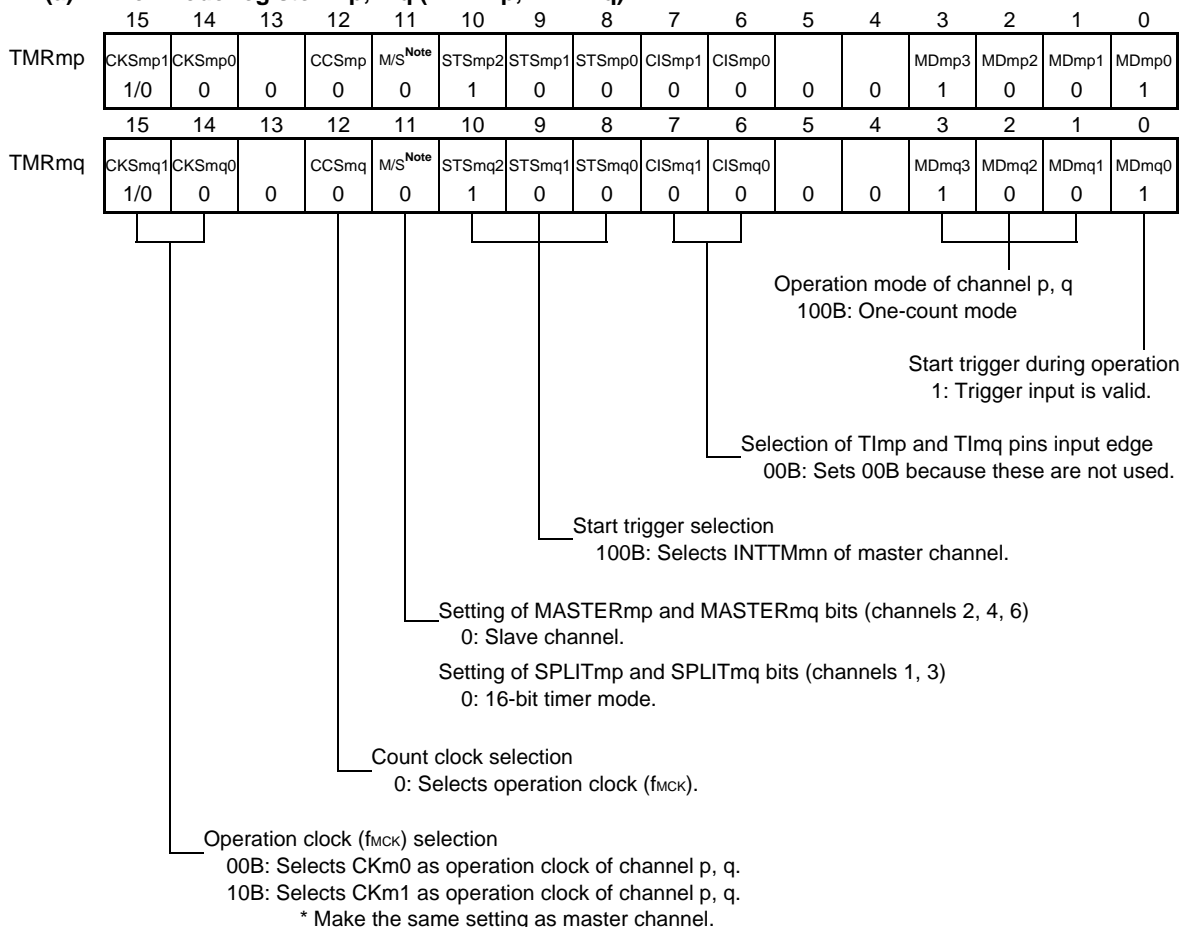 15 14 13 12 11 10 9 8 7 6 5 4 3 2 1 0
TMRmp CKSmp1 CKSmp0 CCSmp M/S Note STSmp2 STSmp1 STSmp0 CISmp1 CISmp0 MDmp3 MDmp2 MDmp1 MDmp0
1/0 0 0 0 0 1 0 0 0 0 0 0 1 0 0 1
15 14 13 12 11 10 9 8 7 6 5 4 3 2 1 0
TMRmq CKSmq1 CKSmq0 CCSmq M/S Note STSmq2 STSmq1 STSmq0 CISmq1 CISmq0 MDmq3 MDmq2 MDmq1 MDmq0
1/0 0 0 0 0 1 0 0 0 0 0 0 1 0 0 1
Operation mode of channel p, q
100B: One-count mode
Start trigger during operation
1: Trigger input is valid.
Selection of TImp and TImq pins input edge
00B: Sets 00B because these are not used.
Start trigger selection
100B: Selects INTTMmn of master channel.
Setting of MASTERmp and MASTERmq bits (channels 2, 4, 6)
0: Slave channel.
Setting of SPLITmp and SPLITmq bits (channels 1, 3)
0: 16-bit timer mode.
Count clock selection
0: Selects operation clock (fMCK).
Operation clock (fMCK) selection
00B: Selects CKm0 as operation clock of channel p, q.
10B: Selects CKm1 as operation clock of channel p, q.
* Make the same setting as master channel.